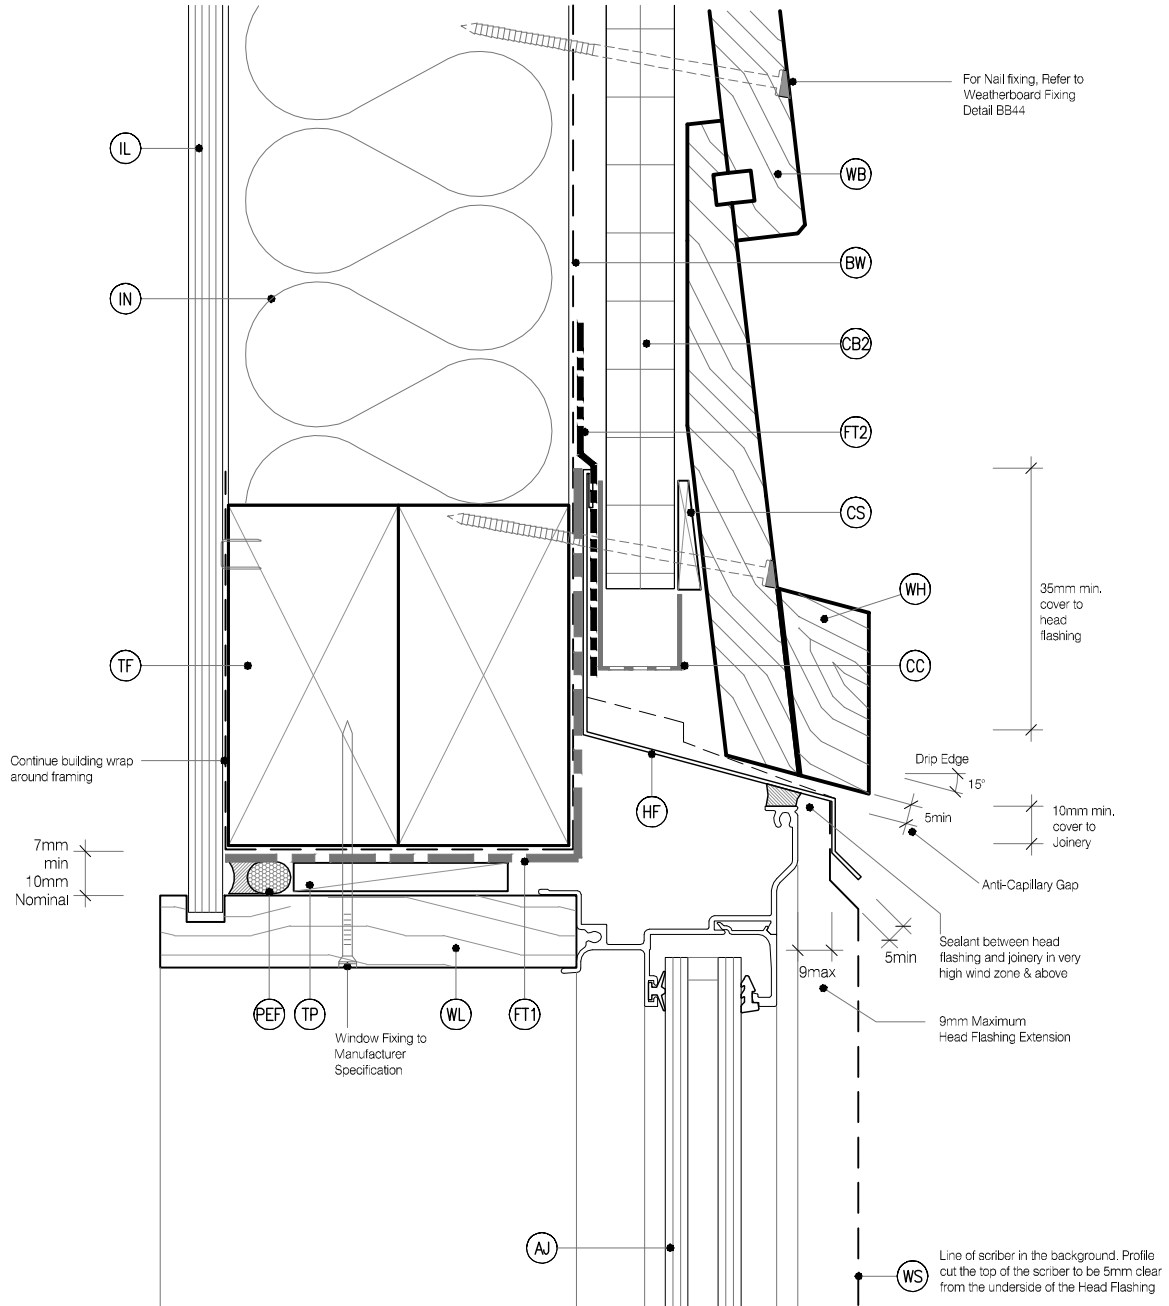 For Nail fixing, Refer to
Weatherboard Fixing
Detail BB44
IL
WB
BW
IN
CB2
FT2
CS
35mm min.
cover to
head
flashing
WH
TF
CC
Continue building wrap
around framing
Drip Edge
15°
HF
5min
10mm min.
cover to
Joinery
7mm
min
10mm
Nominal
Anti-Capillary Gap
Sealant between head
flashing and joinery in very
high wind zone & above
5min
9max
PEF
TP
WL
FT1
9mm Maximum
Head Flashing Extension
Window Fixing to
Manufacturer
Specification
AJ
WS
Line of scriber in the background. Profile
cut the top of the scriber to be 5mm clear
from the underside of the Head Flashing